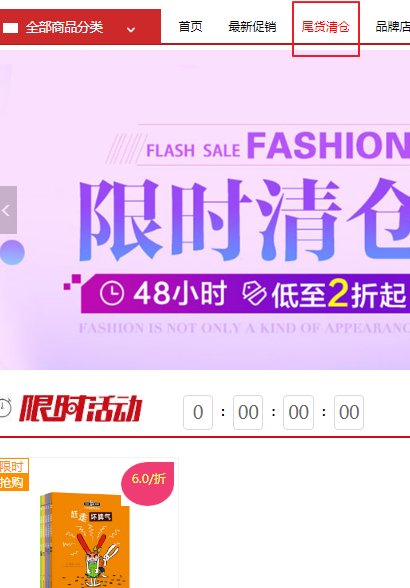 全部商品分类 首页 最新促销 尾货清仓 品牌店
FLASH SALE FASHION
限时清仓
48小时 低至2折起
FASHION IS NOT ONLY A KIND OF APPEARANC
限时活动 0 : 00 : 00 : 00
限时
抢购
6.0/折
赶走 坏脾气